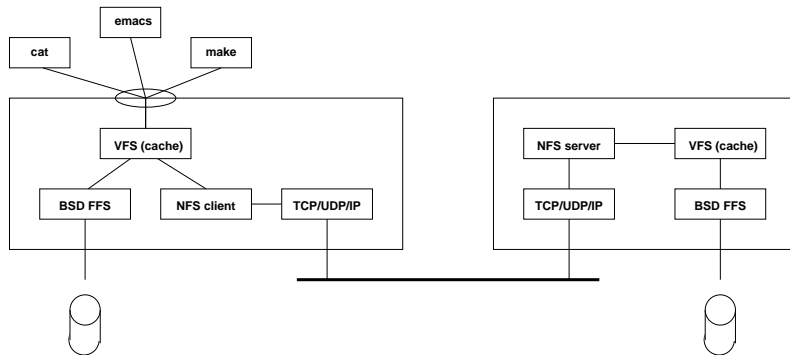 emacs
cat
make
VFS (cache)
NFS server
VFS (cache)
BSD FFS
NFS client
TCP/UDP/IP
TCP/UDP/IP
BSD FFS